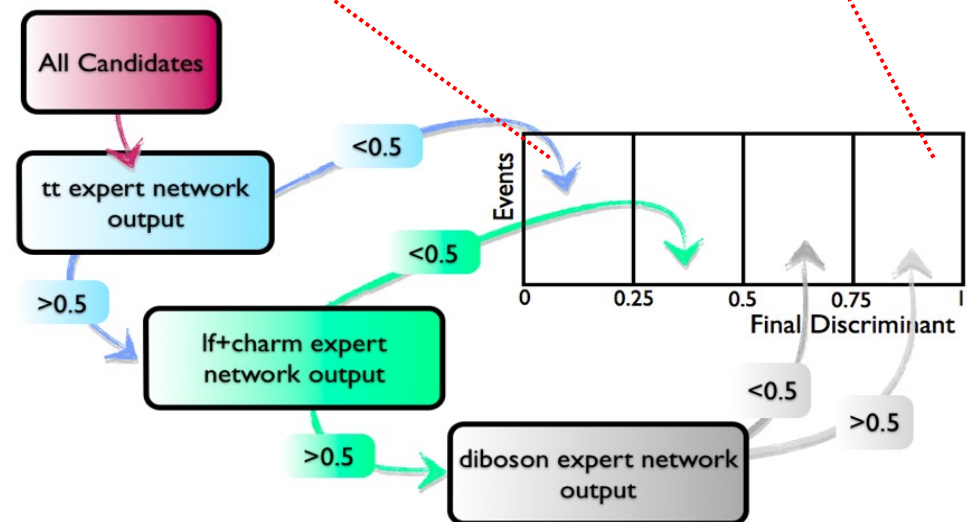 All Candidates
tt expert network
output
<0.5
>0.5
<0.5
lf+charm expert
network output
>0.5
diboson expert network
output
<0.5
>0.5
Events
0
0.25
0.5
0.75
1
Final Discriminant